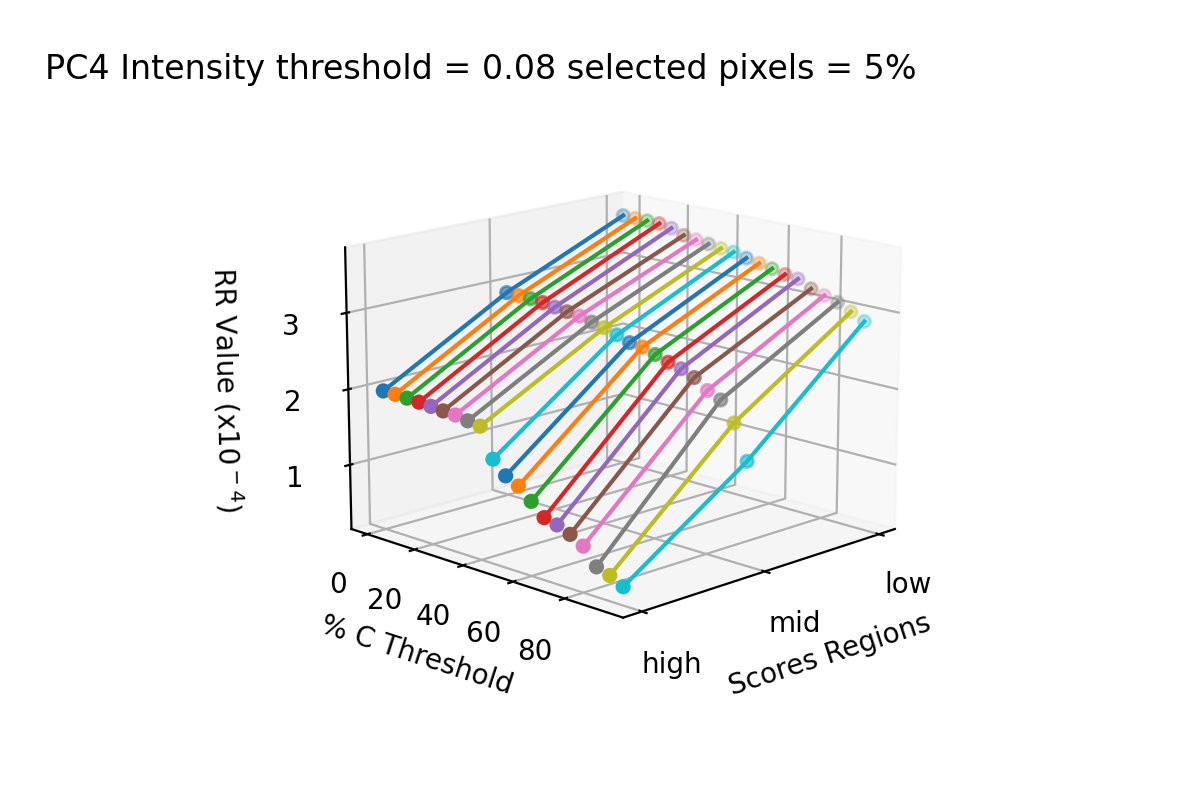 PC4 Intensity threshold = 0.08 selected pixels = 5%
RR Value (x10⁻⁴)
3
2
1
0
20
40
60
80
% C Threshold
high
mid
low
Scores Regions